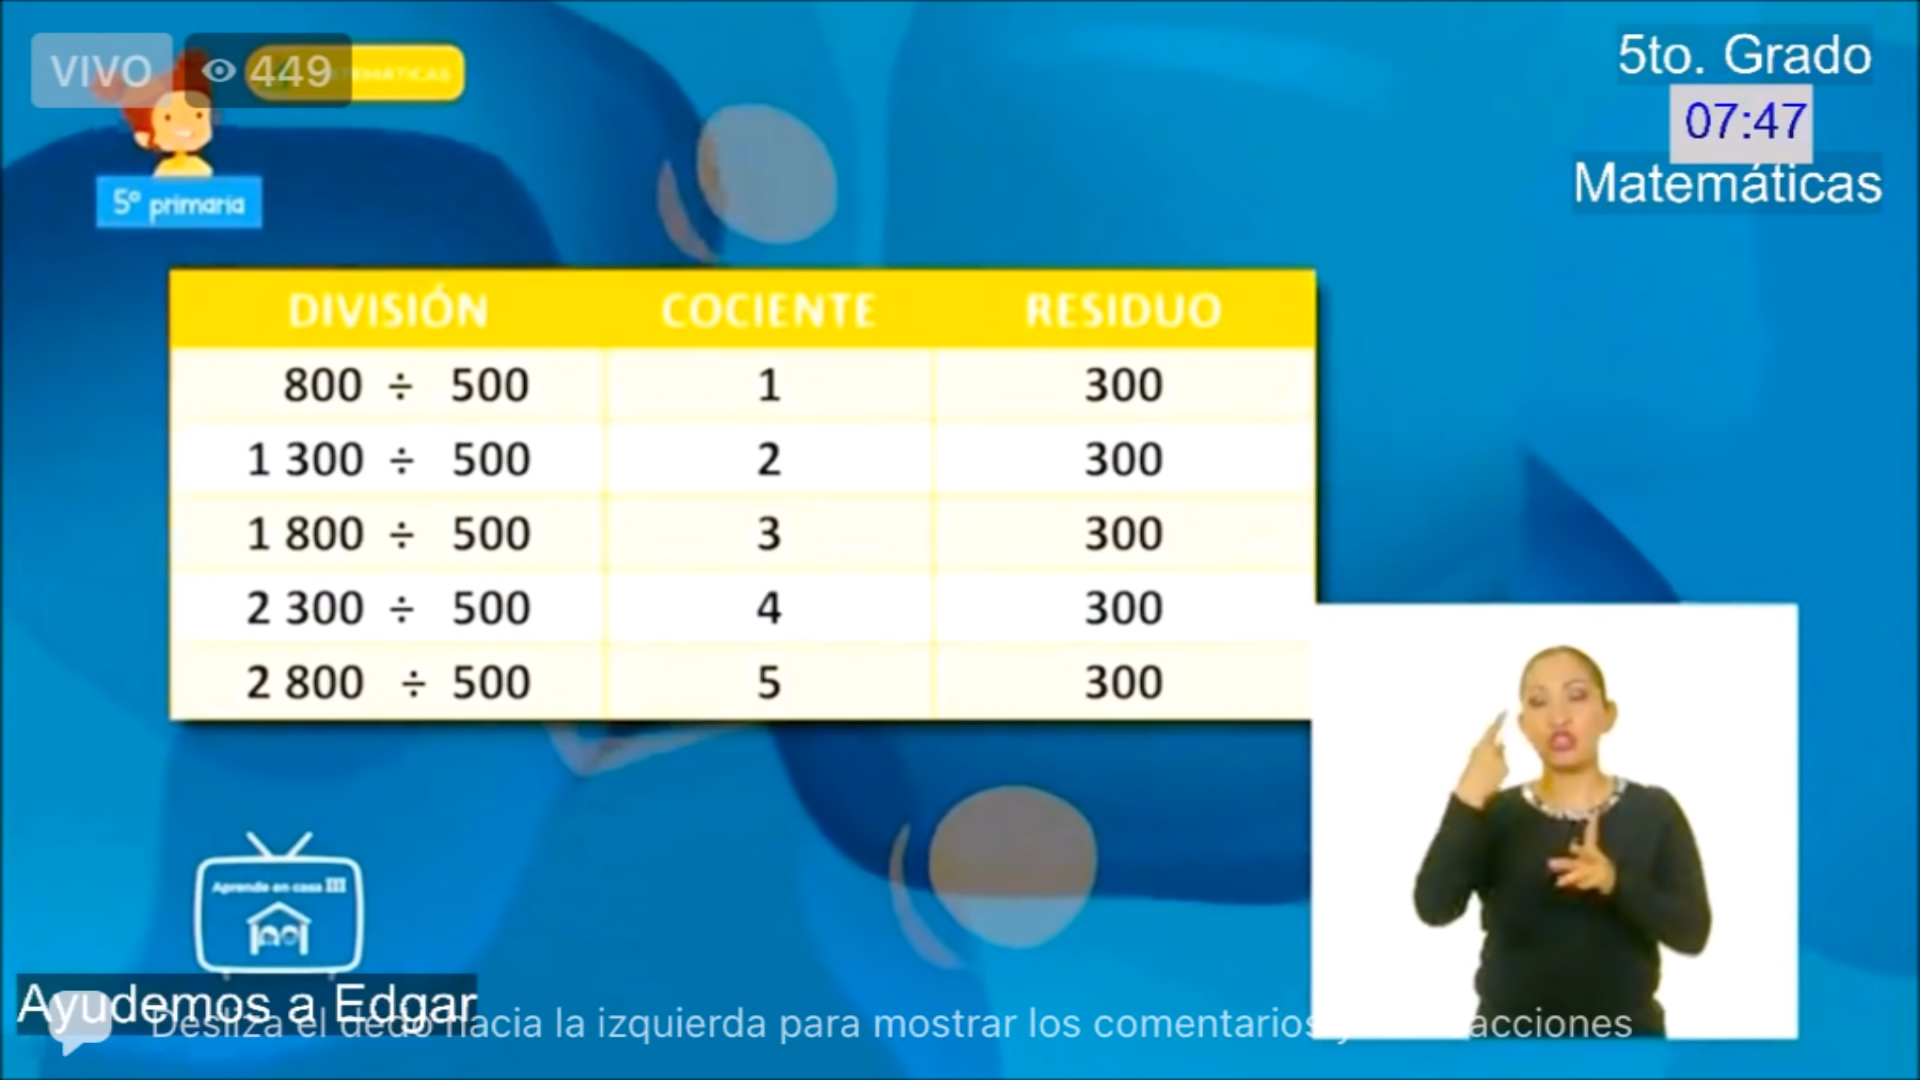 VIVO 449
5to. Grado
07:47
Matemáticas
5º primaria
DIVISIÓN COCIENTE RESIDUO
800 ÷ 500 1 300
1 300 ÷ 500 2 300
1 800 ÷ 500 3 300
2 300 ÷ 500 4 300
2 800 ÷ 500 5 300
Aprende en casa III
Ayudemos a Edgar
Desliza el dedo hacia la izquierda para mostrar los comentarios